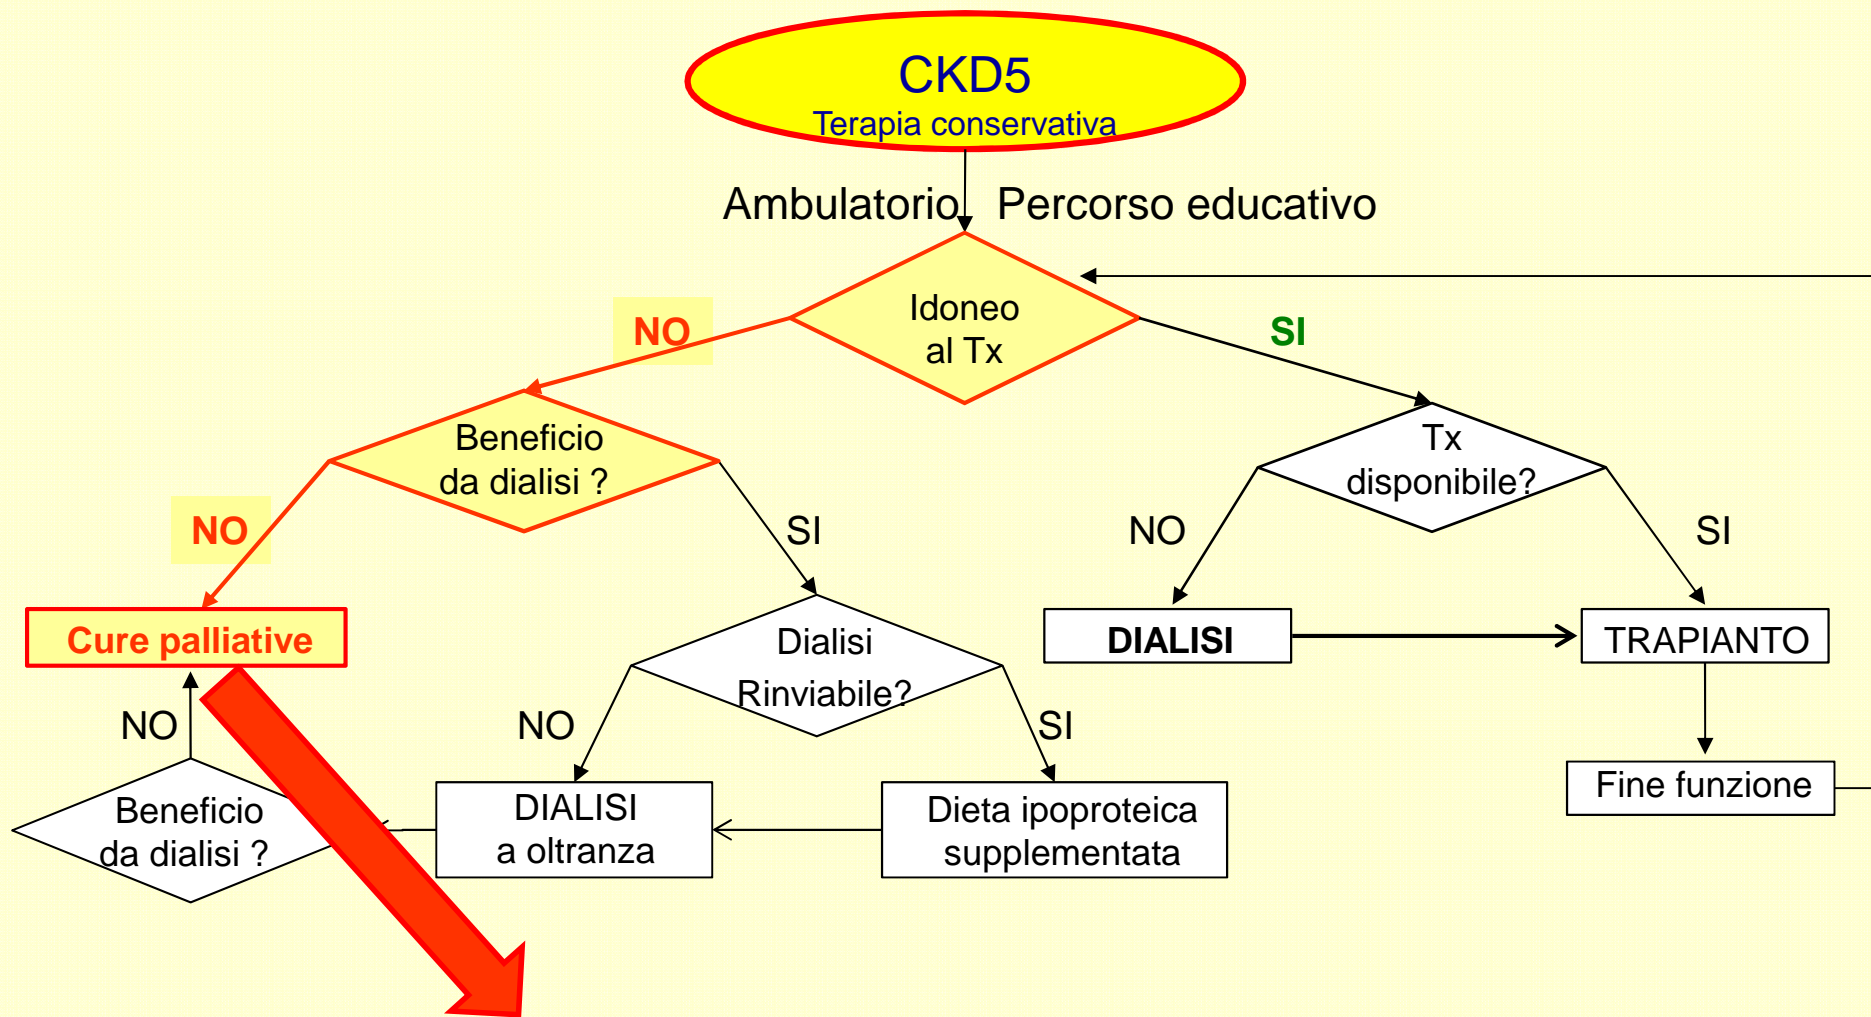 CKD5
Terapia conservativa
Ambulatorio
Percorso educativo
Idoneo
al Tx
NO
SI
Beneficio
da dialisi ?
Tx
disponibile?
NO
SI
NO
SI
Cure palliative
Dialisi
Rinviabile?
DIALISI
TRAPIANTO
NO
NO
SI
Beneficio
da dialisi ?
DIALISI
a oltranza
Dieta ipoproteica
supplementata
Fine funzione